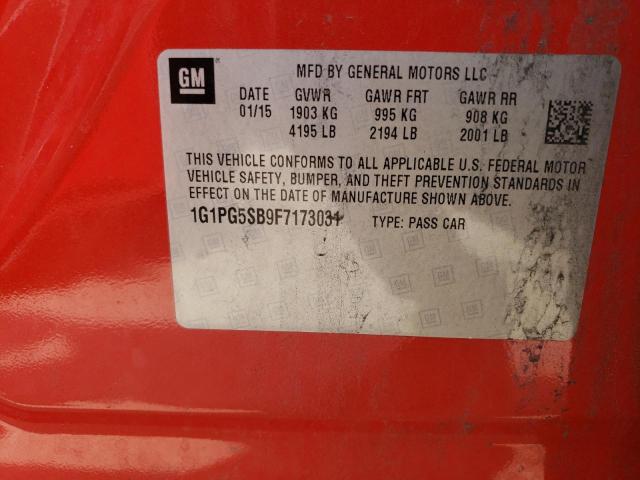 GM
MFD BY GENERAL MOTORS LLC
DATE GVWR GAWR FRT GAWR RR
01/15 1903 KG 995 KG 908 KG
4195 LB 2194 LB 2001 LB
THIS VEHICLE CONFORMS TO ALL APPLICABLE U.S. FEDERAL MOTOR
VEHICLE SAFETY, BUMPER, AND THEFT PREVENTION STANDARDS IN
EFFECT ON THE DATE OF MANUFACTURE SHOWN ABOVE.
1G1PG5SB9F7173031 TYPE: PASS CAR